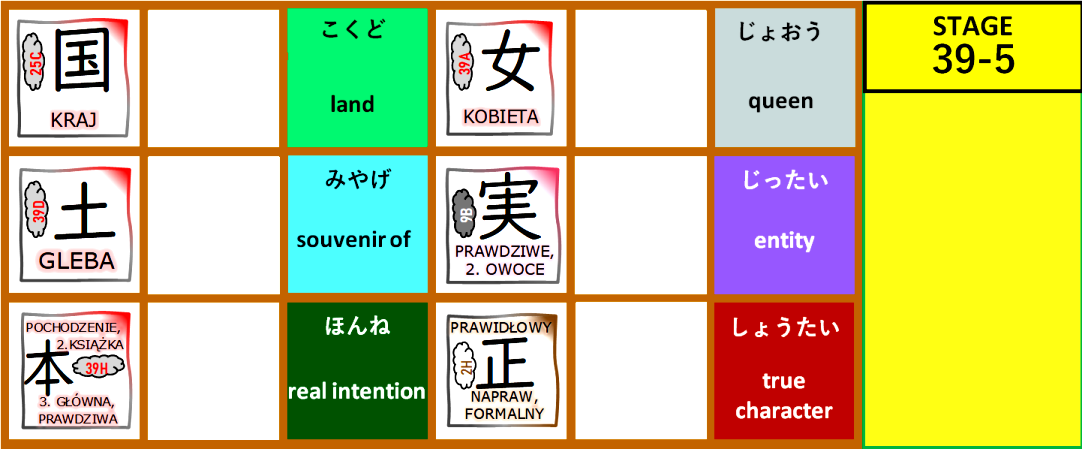 25C
国
KRAJ
こくど
land
39A
女
KOBIETA
じょおう
queen
STAGE
39-5
39D
土
GLEBA
みやげ
souvenir of
9B
実
PRAWDZIWE,
2. OWOCE
じったい
entity
POCHODZENIE,
2.KSIĄŻKA
本
39H
3. GŁÓWNA,
PRAWDZIWA
ほんね
real intention
PRAWIDŁOWY
2H
正
NAPRAW,
FORMALNY
しょうたい
true
character